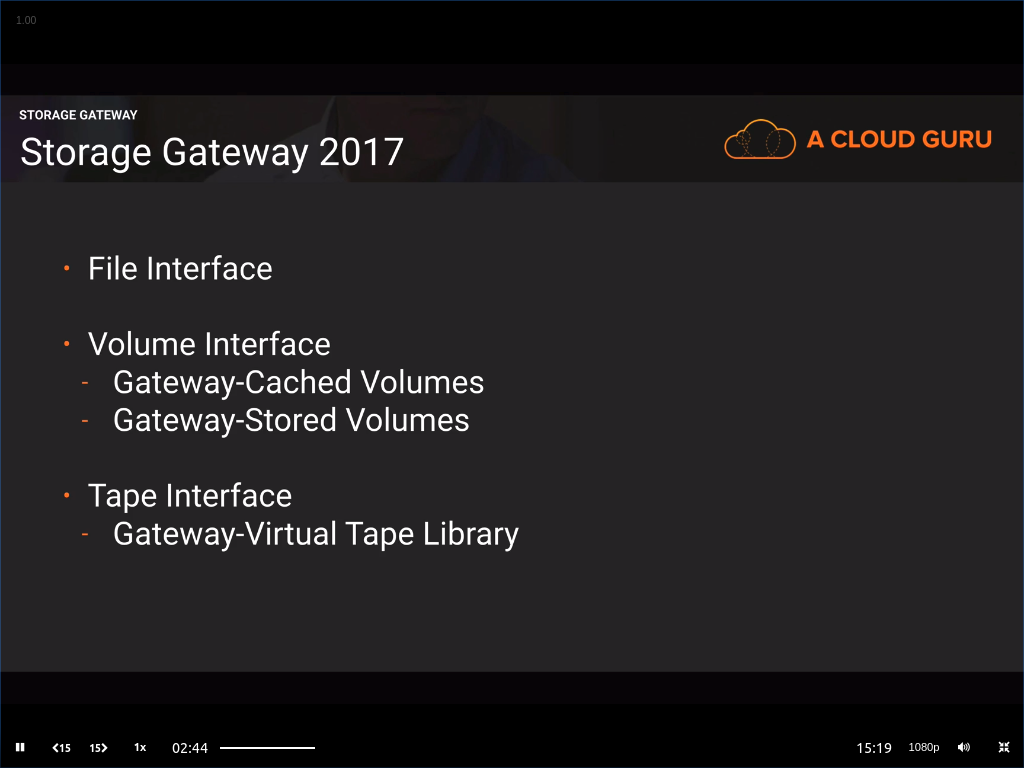 1.00
STORAGE GATEWAY
Storage Gateway 2017
A CLOUD GURU
• File Interface
• Volume Interface
- Gateway-Cached Volumes
- Gateway-Stored Volumes
• Tape Interface
- Gateway-Virtual Tape Library
15 15 1x 02:44 15:19 1080p